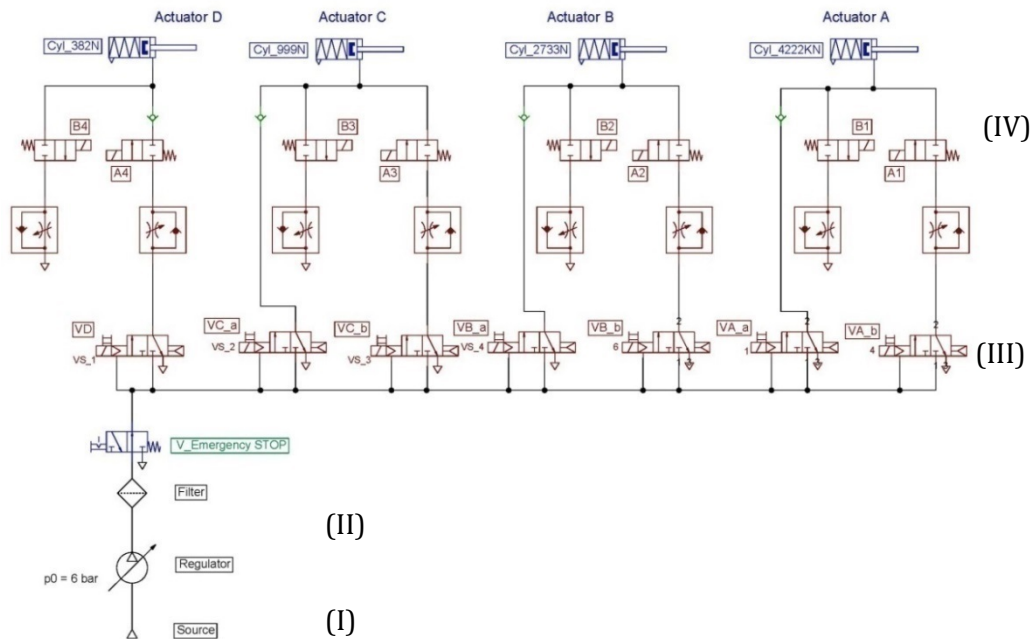 Actuator D Actuator C Actuator B Actuator A
Cyl_382N Cyl_999N Cyl_2733N Cyl_4222KN
B4 B3 B2 B1 (IV)
A4 A3 A2 A1
2 2 2
VD VC_a VC_b VB_a VB_b VA_a VA_b
VS_1 VS_2 VS_3 VS_4 6 1 4 (III)
1 1 3 1
V_Emergency STOP
Filter
(II)
Regulator
p0 = 6 bar
(I)
Source